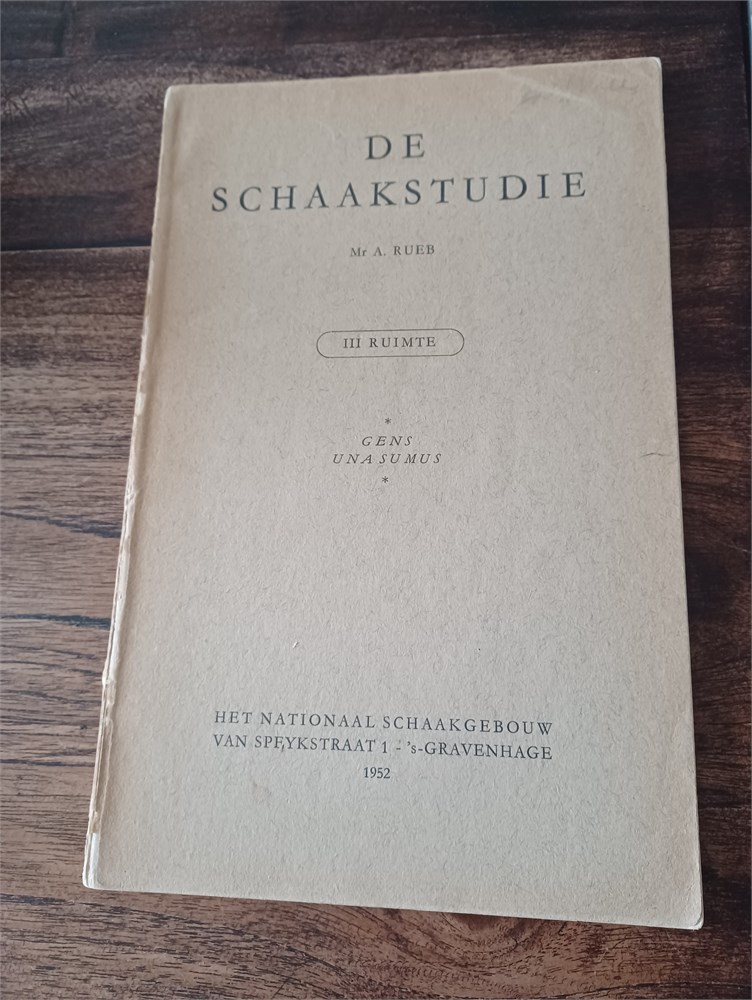 DE
SCHAAKSTUDIE
Mr A. RUEB
III RUIMTE
*
GENS
UNA SUMUS
*
HET NATIONAAL SCHAAKGEBOUW
VAN SPEYKSTRAAT 1 - 's-GRAVENHAGE
1952